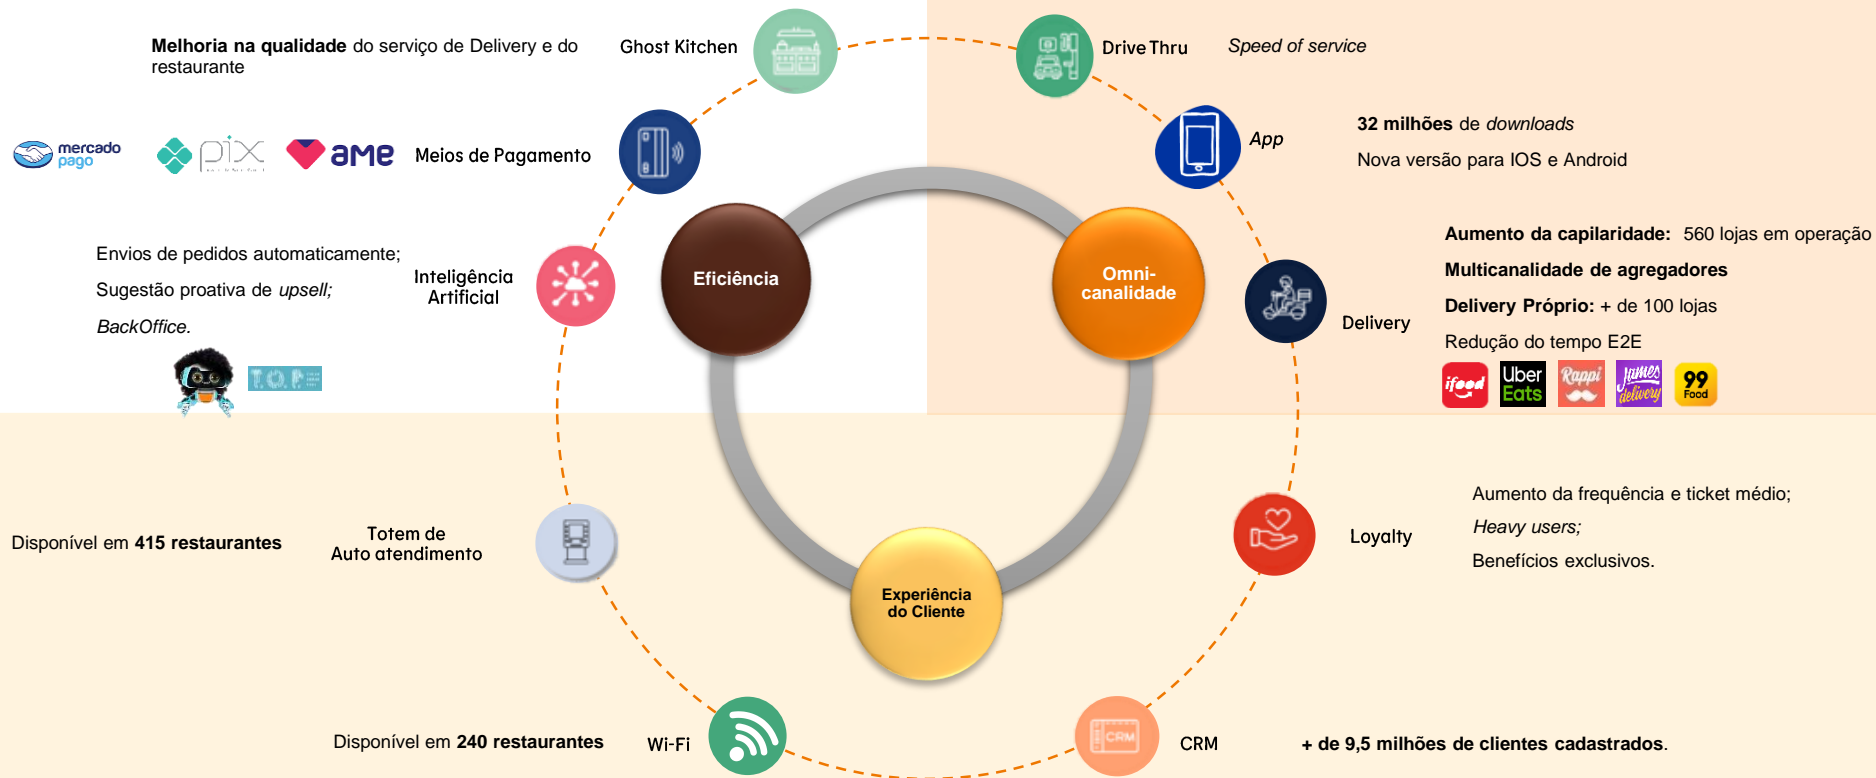 Melhoria na qualidade do serviço de Delivery e do
restaurante
Ghost Kitchen
Drive Thru
Speed of service
mercado
pago
pix
ame
Meios de Pagamento
App
32 milhões de downloads
Nova versão para IOS e Android
Envios de pedidos automaticamente;
Sugestão proativa de upsell;
BackOffice.
Inteligência
Artificial
T.O.P
Eficiência
Omni-
canalidade
Delivery
Aumento da capilaridade: 560 lojas em operação
Multicanalidade de agregadores
Delivery Próprio: + de 100 lojas
Redução do tempo E2E
ifood
Uber
Eats
Rappi
James
delivery
99
Food
Disponível em 415 restaurantes
Totem de
Auto atendimento
Experiência
do Cliente
Loyalty
Aumento da frequência e ticket médio;
Heavy users;
Benefícios exclusivos.
Disponível em 240 restaurantes
Wi-Fi
CRM
CRM
+ de 9,5 milhões de clientes cadastrados.